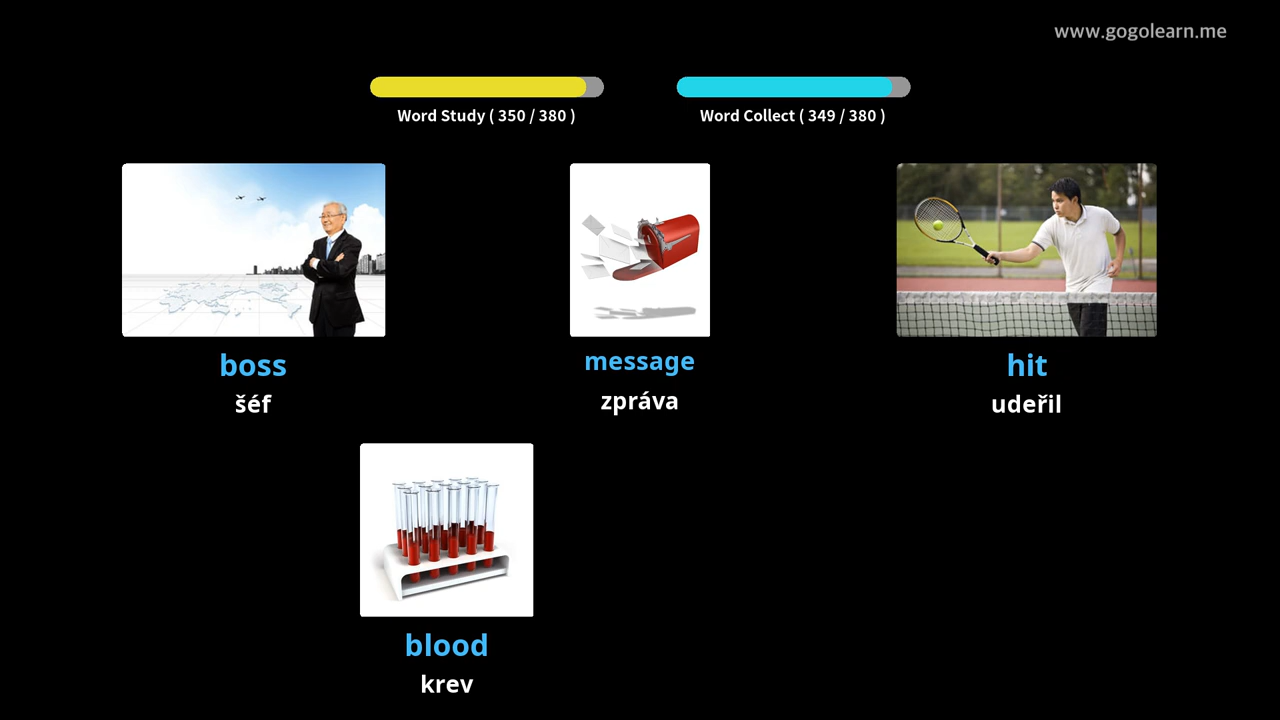 www.gogolearn.me
Word Study ( 350 / 380 )
Word Collect ( 349 / 380 )
boss
šéf
message
zpráva
hit
udeřil
blood
krev